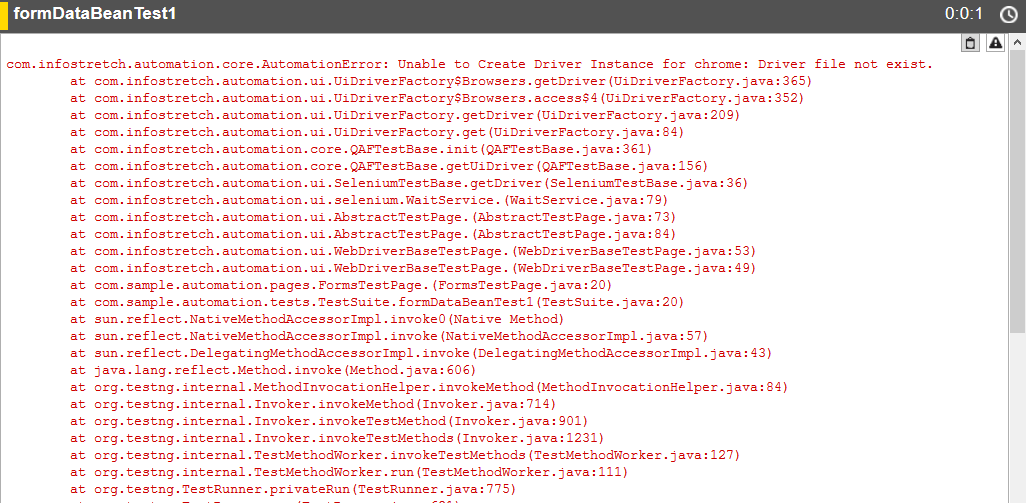 formDataBeanTest1 0:0:1
com.infostretch.automation.core.AutomationError: Unable to Create Driver Instance for chrome: Driver file not exist.
at com.infostretch.automation.ui.UiDriverFactory$Browsers.getDriver(UiDriverFactory.java:365)
at com.infostretch.automation.ui.UiDriverFactory$Browsers.access$4(UiDriverFactory.java:352)
at com.infostretch.automation.ui.UiDriverFactory.getDriver(UiDriverFactory.java:209)
at com.infostretch.automation.ui.UiDriverFactory.get(UiDriverFactory.java:84)
at com.infostretch.automation.core.QAFTestBase.init(QAFTestBase.java:361)
at com.infostretch.automation.core.QAFTestBase.getUiDriver(QAFTestBase.java:156)
at com.infostretch.automation.ui.SeleniumTestBase.getDriver(SeleniumTestBase.java:36)
at com.infostretch.automation.ui.selenium.WaitService.(WaitService.java:79)
at com.infostretch.automation.ui.AbstractTestPage.(AbstractTestPage.java:73)
at com.infostretch.automation.ui.AbstractTestPage.(AbstractTestPage.java:84)
at com.infostretch.automation.ui.WebDriverBaseTestPage.(WebDriverBaseTestPage.java:53)
at com.infostretch.automation.ui.WebDriverBaseTestPage.(WebDriverBaseTestPage.java:49)
at com.sample.automation.pages.FormsTestPage.(FormsTestPage.java:20)
at com.sample.automation.tests.TestSuite.formDataBeanTest1(TestSuite.java:20)
at sun.reflect.NativeMethodAccessorImpl.invoke0(Native Method)
at sun.reflect.NativeMethodAccessorImpl.invoke(NativeMethodAccessorImpl.java:57)
at sun.reflect.DelegatingMethodAccessorImpl.invoke(DelegatingMethodAccessorImpl.java:43)
at java.lang.reflect.Method.invoke(Method.java:606)
at org.testng.internal.MethodInvocationHelper.invokeMethod(MethodInvocationHelper.java:84)
at org.testng.internal.Invoker.invokeMethod(Invoker.java:714)
at org.testng.internal.Invoker.invokeTestMethod(Invoker.java:901)
at org.testng.internal.Invoker.invokeTestMethods(Invoker.java:1231)
at org.testng.internal.TestMethodWorker.invokeTestMethods(TestMethodWorker.java:127)
at org.testng.internal.TestMethodWorker.run(TestMethodWorker.java:111)
at org.testng.TestRunner.privateRun(TestRunner.java:775)